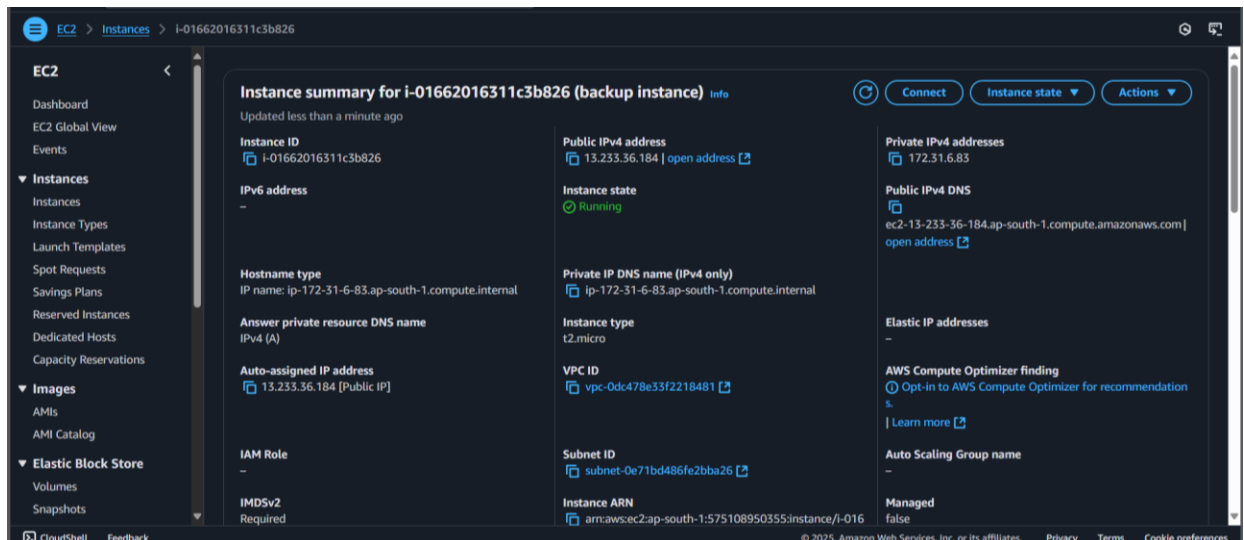 EC2 > Instances > i-01662016311c3b826
EC2
Dashboard
EC2 Global View
Events
Instances
Instances
Instance Types
Launch Templates
Spot Requests
Savings Plans
Reserved Instances
Dedicated Hosts
Capacity Reservations
Images
AMIs
AMI Catalog
Elastic Block Store
Volumes
Snapshots
Instance summary for i-01662016311c3b826 (backup instance) Info
Connect
Instance state
Actions
Updated less than a minute ago
Instance ID
i-01662016311c3b826
Public IPv4 address
13.233.36.184 | open address
Private IPv4 addresses
172.31.6.83
IPv6 address
–
Instance state
Running
Public IPv4 DNS
ec2-13-233-36-184.ap-south-1.compute.amazonaws.com |
open address
Hostname type
IP name: ip-172-31-6-83.ap-south-1.compute.internal
Private IP DNS name (IPv4 only)
ip-172-31-6-83.ap-south-1.compute.internal
Answer private resource DNS name
IPv4 (A)
Instance type
t2.micro
Elastic IP addresses
–
Auto-assigned IP address
13.233.36.184 [Public IP]
VPC ID
vpc-0dc478e33f2218481
AWS Compute Optimizer finding
Opt-in to AWS Compute Optimizer for recommendation
s.
| Learn more
IAM Role
–
Subnet ID
subnet-0e71bd486fe2bba26
Auto Scaling Group name
–
IMDSv2
Required
Instance ARN
arn:aws:ec2:ap-south-1:575108950355:instance/i-016
Managed
false
CloudShell Feedback
© 2025, Amazon Web Services, Inc. or its affiliates. Privacy Terms Cookie preferences